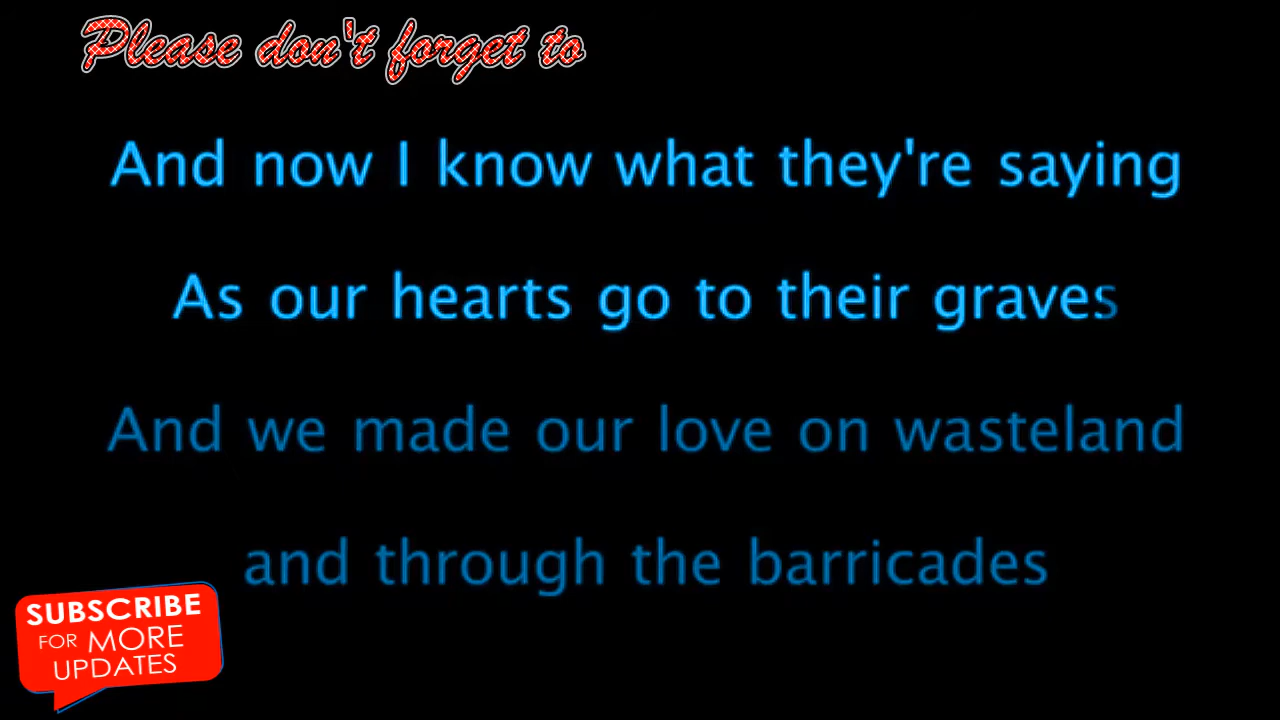 Please don't forget to
And now I know what they're saying
As our hearts go to their graves
And we made our love on wasteland
and through the barricades
SUBSCRIBE
FOR MORE
UPDATES